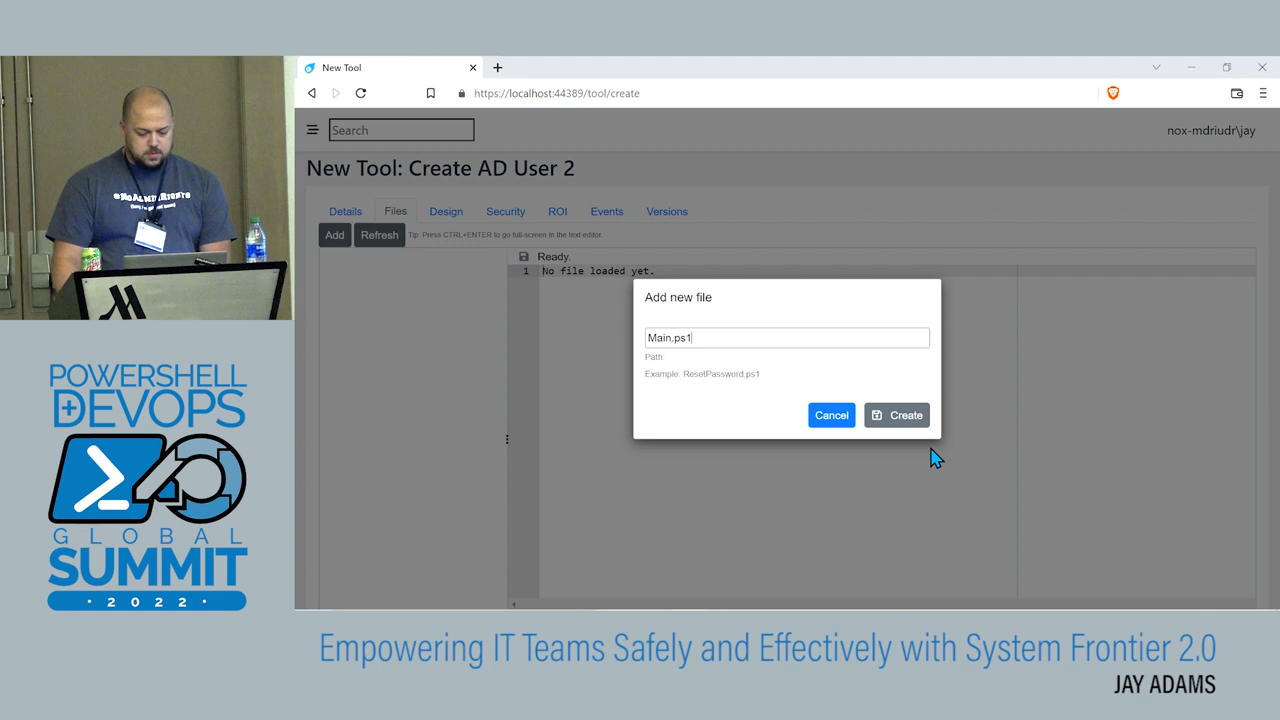 New Tool
https://localhost:44389/tool/create
Search
nox-mdriudr\jay
New Tool: Create AD User 2
Details Files Design Security ROI Events Versions
Add Refresh Tip: Press CTRL+ENTER to go full-screen in the text editor.
Ready.
1 No file loaded yet.
Add new file
Main.ps1
Path:
Example: ResetPassword.ps1
Cancel Create
#NoAdminRights
POWERSHELL
DEVOPS
GLOBAL
SUMMIT
· 2022 ·
Empowering IT Teams Safely and Effectively with System Frontier 2.0
JAY ADAMS